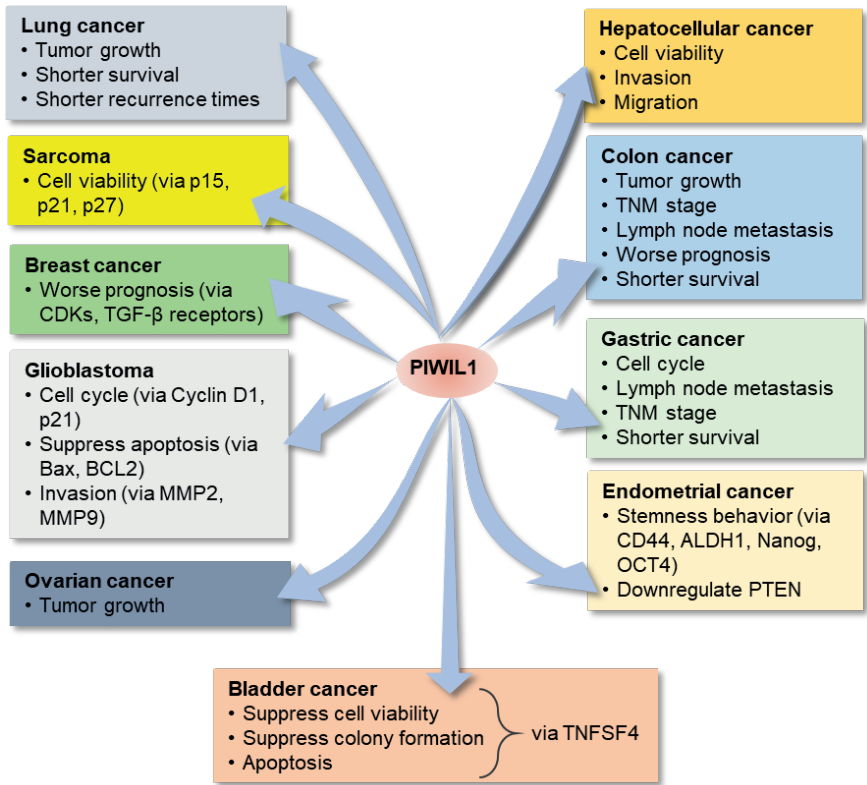 Lung cancer
• Tumor growth
• Shorter survival
• Shorter recurrence times
Sarcoma
• Cell viability (via p15,
p21, p27)
Breast cancer
• Worse prognosis (via
CDKs, TGF-β receptors)
Glioblastoma
• Cell cycle (via Cyclin D1,
p21)
• Suppress apoptosis (via
Bax, BCL2)
• Invasion (via MMP2,
MMP9)
Ovarian cancer
• Tumor growth
PIWIL1
Hepatocellular cancer
• Cell viability
• Invasion
• Migration
Colon cancer
• Tumor growth
• TNM stage
• Lymph node metastasis
• Worse prognosis
• Shorter survival
Gastric cancer
• Cell cycle
• Lymph node metastasis
• TNM stage
• Shorter survival
Endometrial cancer
• Stemness behavior (via
CD44, ALDH1, Nanog,
OCT4)
• Downregulate PTEN
Bladder cancer
• Suppress cell viability
• Suppress colony formation
• Apoptosis
via TNFSF4